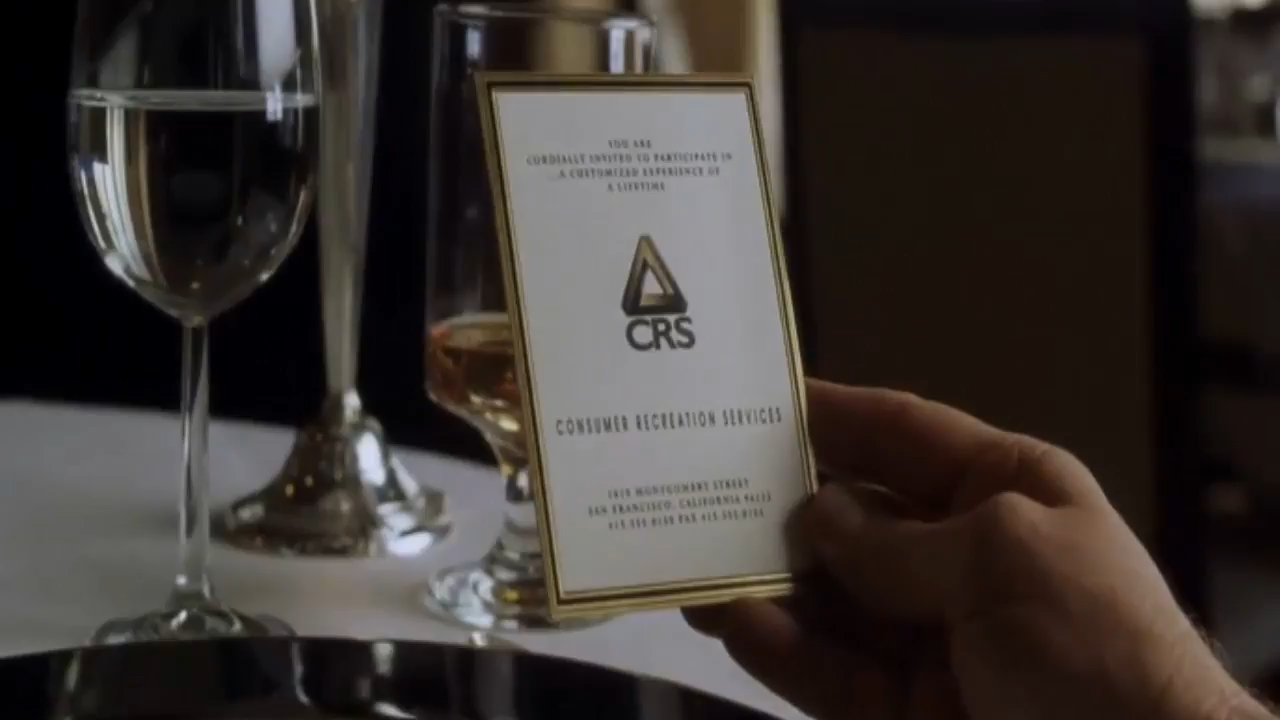 YOU ARE
CORDIALLY INVITED TO PARTICIPATE IN
A CUSTOMIZED EXPERIENCE OF
A LIFETIME
CRS
CONSUMER RECREATION SERVICES
MONTGOMERY STREET
SAN FRANCISCO, CALIFORNIA
FAX